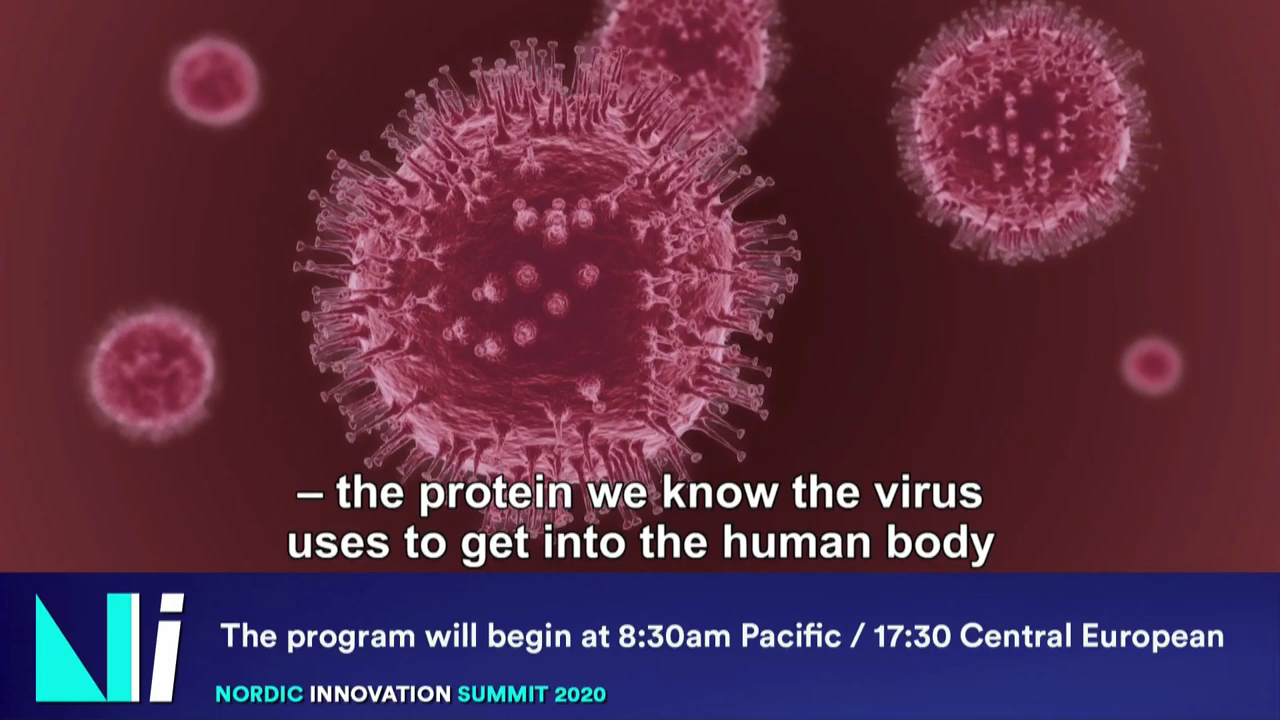 – the protein we know the virus
uses to get into the human body
Ni
The program will begin at 8:30am Pacific / 17:30 Central European
NORDIC INNOVATION SUMMIT 2020